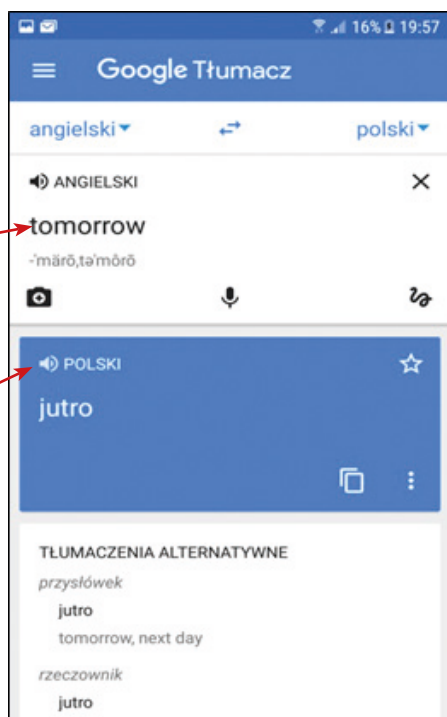 16% 19:57
Google Tłumacz
angielski polski
ANGIELSKI
tomorrow
-ˈmärō,təˈmôrō
POLSKI
jutro
TŁUMACZENIA ALTERNATYWNE
przysłówek
jutro
tomorrow, next day
rzeczownik
jutro